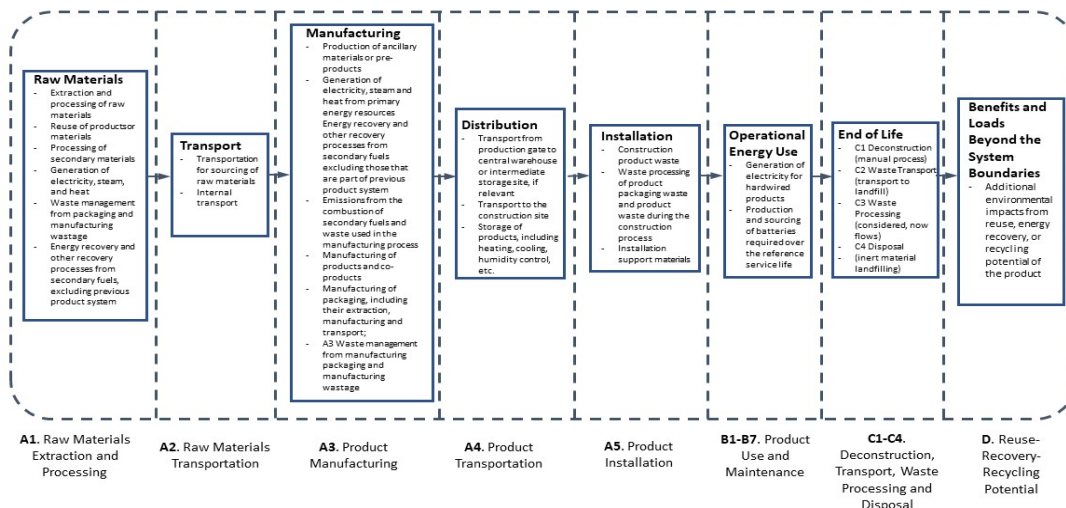 Raw Materials
- Extraction and
processing of raw
materials
- Reuse of productsor
materials
- Processing of
secondary materials
- Generation of
electricity, steam,
and heat
- Waste management
from packaging and
manufacturing
wastage
- Energy recovery and
other recovery
processes from
secondary fuels,
excluding previous
product system
Transport
- Transportation
for sourcing of
raw materials
- Internal
transport
Manufacturing
- Production of ancillary
materials or pre-
products
- Generation of
electricity, steam and
heat from primary
energy resources
Energy recovery and
other recovery
processes from
secondary fuels
excluding those that
are part of previous
product system
- Emissions from the
combustion of
secondary fuels and
waste used in the
manufacturing process
- Manufacturing of
products and co-
products
- Manufacturing of
packaging, including
their extraction,
manufacturing and
transport;
- A3 Waste management
from manufacturing
packaging and
manufacturing
wastage
Distribution
- Transport from
production gate to
central warehouse
or intermediate
storage site, if
relevant
- Transport to the
construction site
- Storage of
products, including
heating, cooling,
humidity control,
etc.
Installation
- Construction
product waste
- Waste processing of
product packaging
waste and product
waste during the
construction
process
- Installation
support materials
Operational
Energy Use
- Generation of
electricity for
hardwired
products
- Production
and sourcing of
batteries
required over
the reference
service life
End of Life
- C1 Deconstruction
(manual process)
- C2 Waste Transport
(transport to
landfill)
- C3 Waste
Processing
(considered, now
flows)
- C4 Disposal
- (inert material
landfilling)
Benefits and
Loads
Beyond the
System
Boundaries
- Additional
environmental
impacts from
reuse, energy
recovery, or
recycling
potential of
the product
A1. Raw Materials
Extraction and
Processing
A2. Raw Materials
Transportation
A3. Product
Manufacturing
A4. Product
Transportation
A5. Product
Installation
B1-B7. Product
Use and
Maintenance
C1-C4.
Deconstruction,
Transport, Waste
Processing and
Disposal
D. Reuse-
Recovery-
Recycling
Potential